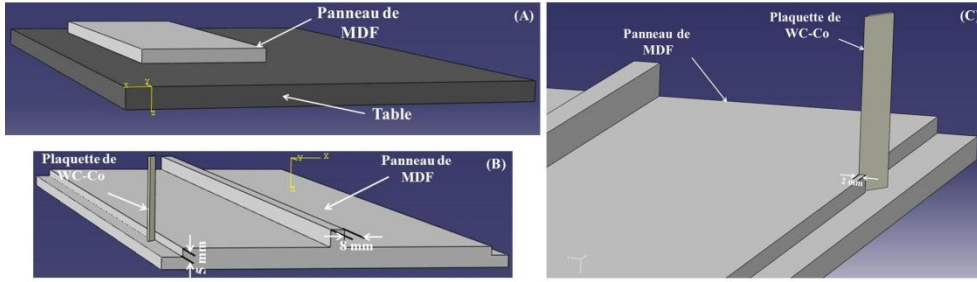 Panneau de
MDF
(A)
Table
Plaquette de
WC-Co
Panneau de
MDF
(B)
8 mm
5 mm
Plaquette de
WC-Co
(C)
Panneau de
MDF
2 mm